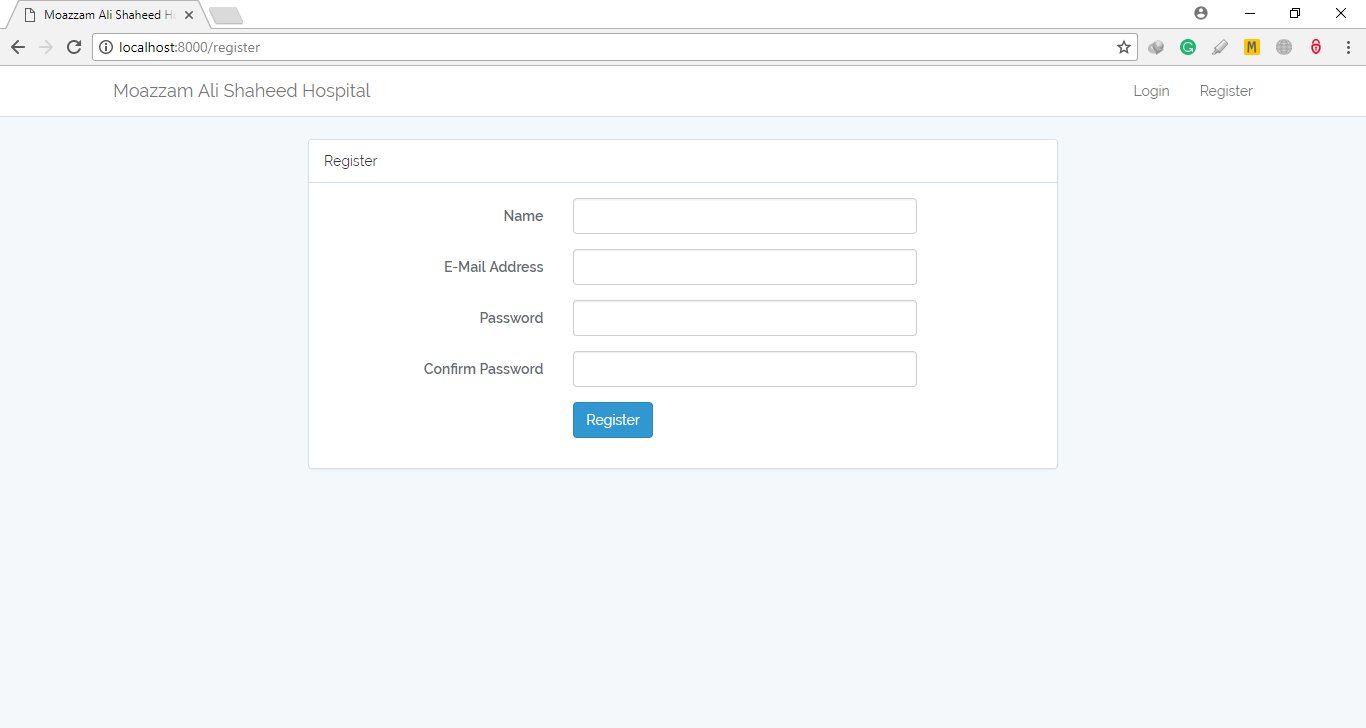 Moazzam Ali Shaheed Ho
localhost:8000/register
Moazzam Ali Shaheed Hospital
Login
Register
Register
Name
E-Mail Address
Password
Confirm Password
Register